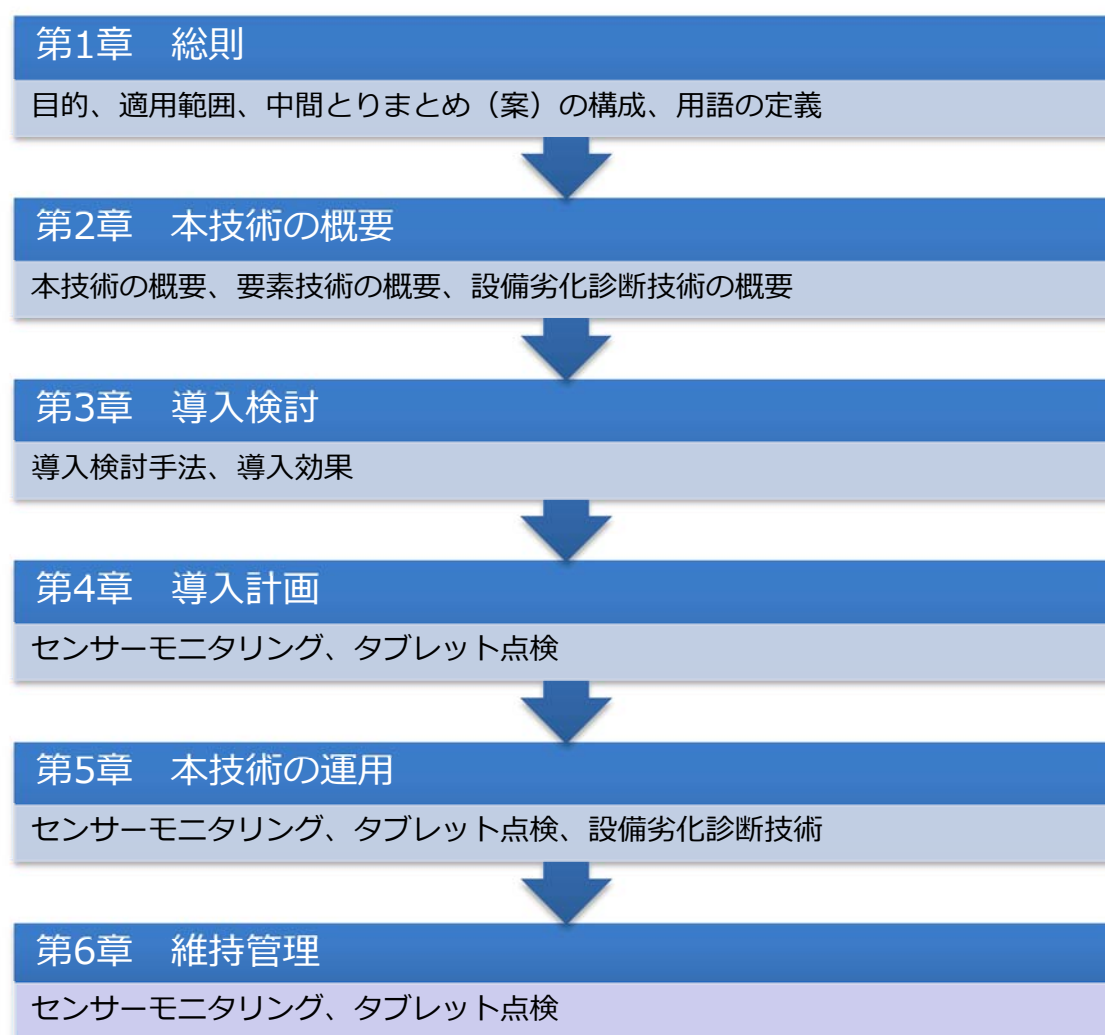 第1章　総則
目的、適用範囲、中間とりまとめ（案）の構成、用語の定義
第2章　本技術の概要
本技術の概要、要素技術の概要、設備劣化診断技術の概要
第3章　導入検討
導入検討手法、導入効果
第4章　導入計画
センサーモニタリング、タブレット点検
第5章　本技術の運用
センサーモニタリング、タブレット点検、設備劣化診断技術
第6章　維持管理
センサーモニタリング、タブレット点検